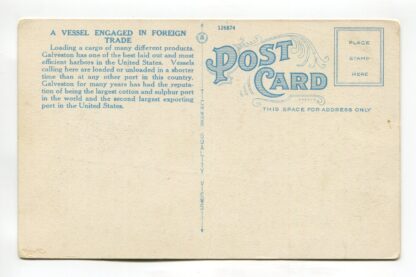 A VESSEL ENGAGED IN FOREIGN
TRADE
Loading a cargo of many different products.
Galveston has one of the best laid out and most
efficient harbors in the United States. Vessels
calling here are loaded or unloaded in a shorter
time than at any other port in this country.
Galveston for many years has had the reputa-
tion of being the largest cotton and sulphur port
in the world and the second largest exporting
port in the United States.
QUALITY VIEWS
126874
POST
CARD
THIS SPACE FOR ADDRESS ONLY
PLACE
STAMP
HERE